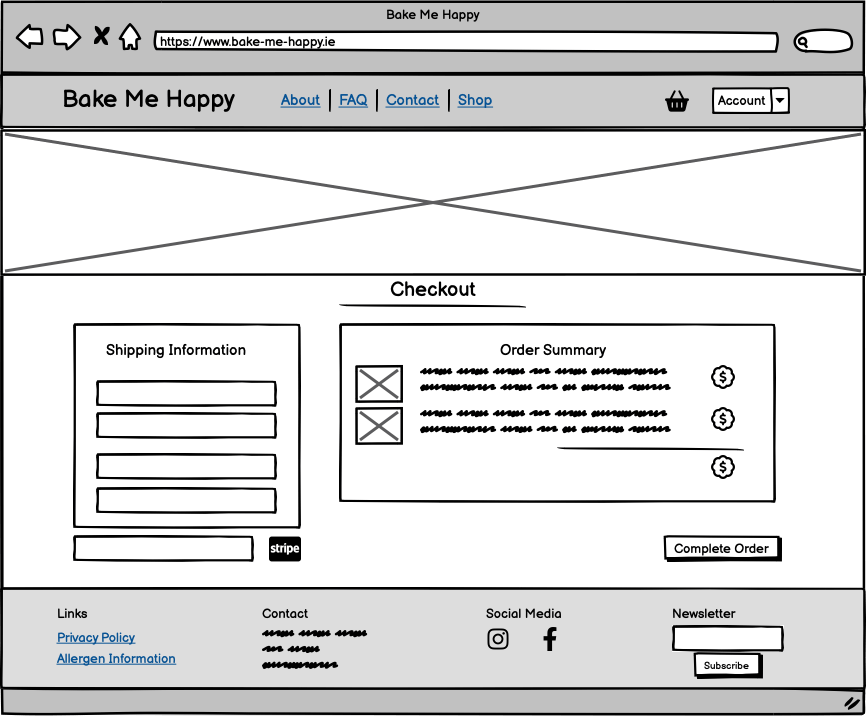 Bake Me Happy
https://www.bake-me-happy.ie
Bake Me Happy
About | FAQ | Contact | Shop
Account
Checkout
Shipping Information
Order Summary
$
$
$
stripe
Complete Order
Links
Privacy Policy
Allergen Information
Contact
Social Media
Newsletter
Subscribe